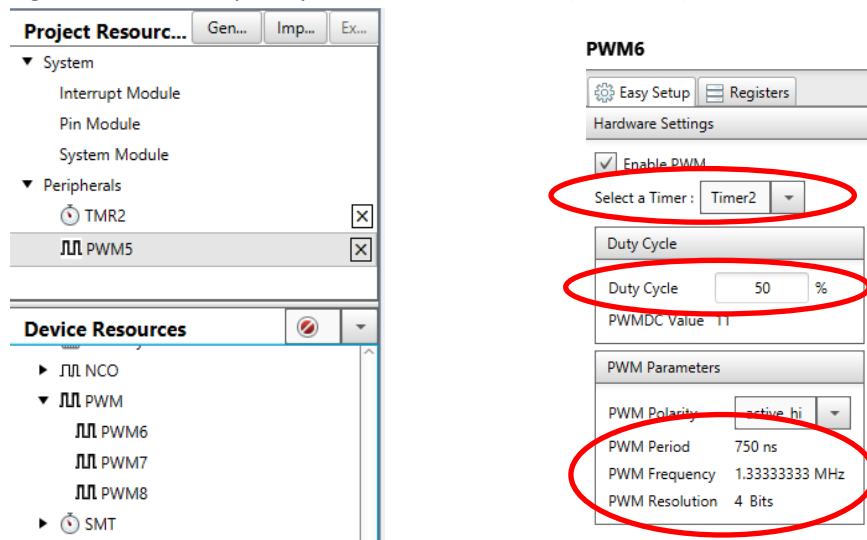 Project Resourc... Gen... Imp... Ex...
System
Interrupt Module
Pin Module
System Module
Peripherals
TMR2
PWM5
Device Resources
NCO
PWM
PWM6
PWM7
PWM8
SMT
PWM6
Easy Setup Registers
Hardware Settings
Enable PWM
Select a Timer : Timer2
Duty Cycle
Duty Cycle 50 %
PWMDC Value 11
PWM Parameters
PWM Polarity active_hi
PWM Period 750 ns
PWM Frequency 1.33333333 MHz
PWM Resolution 4 Bits